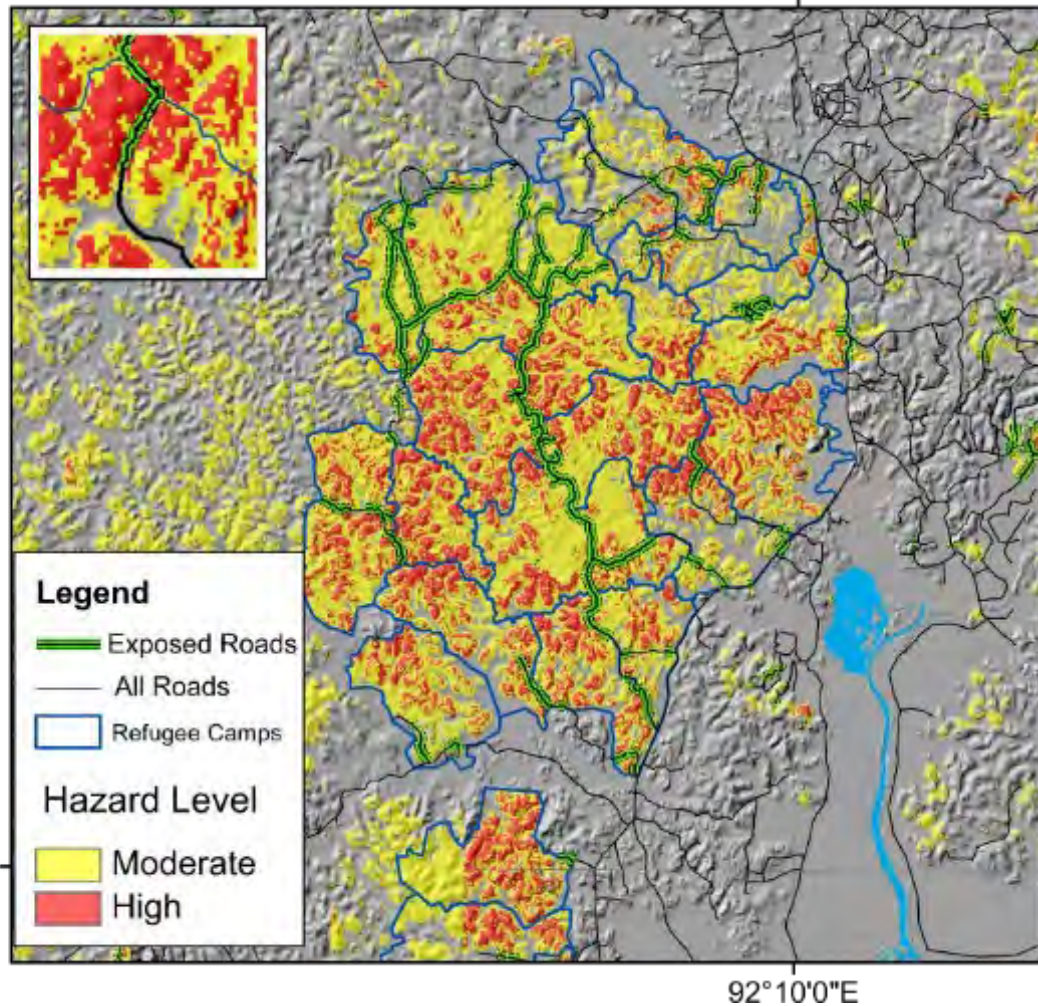 Legend
Exposed Roads
All Roads
Refugee Camps
Hazard Level
Moderate
High
92°10'0"E